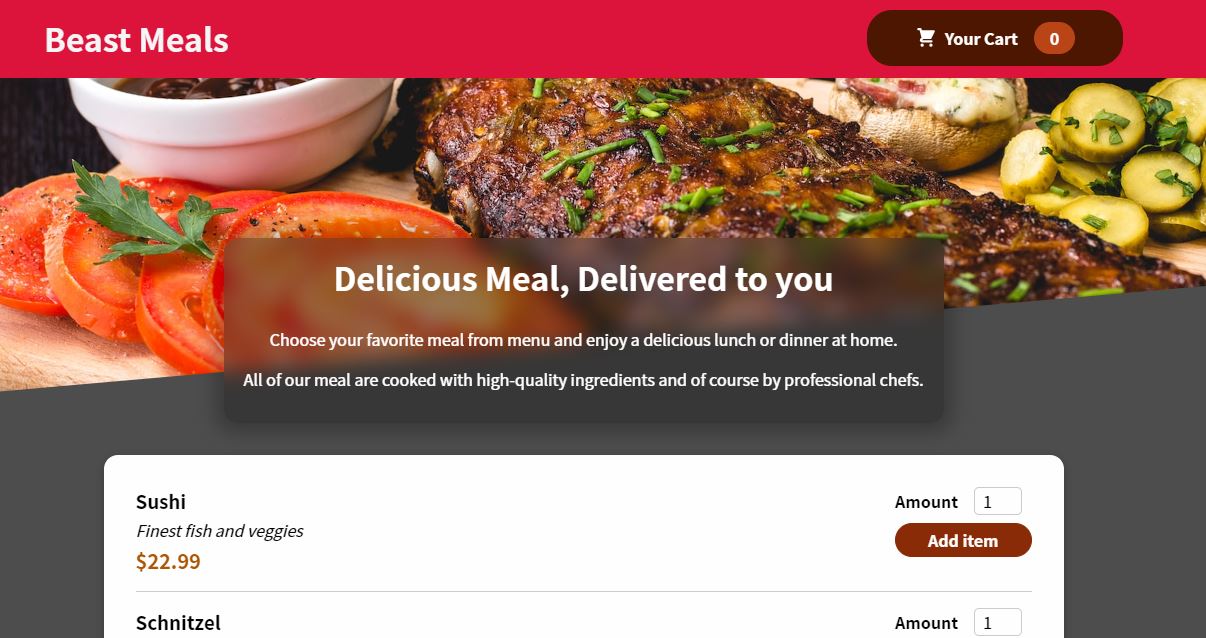 Beast Meals
Your Cart 0
Delicious Meal, Delivered to you
Choose your favorite meal from menu and enjoy a delicious lunch or dinner at home.
All of our meal are cooked with high-quality ingredients and of course by professional chefs.
Sushi
Amount 1
Finest fish and veggies
Add item
$22.99
Schnitzel
Amount 1